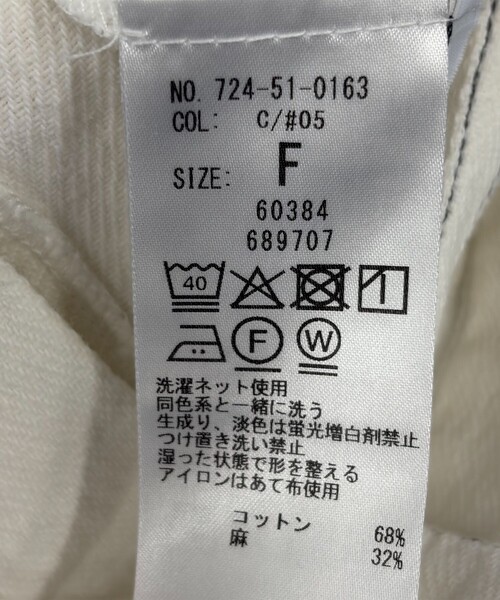 NO. 724-51-0163
COL: C/#05
SIZE: F
60384
689707
40
F W
洗濯ネット使用
同色系と一緒に洗う
生成り、淡色は蛍光増白剤禁止
つけ置き洗い禁止
湿った状態で形を整える
アイロンはあて布使用
コットン 68%
麻 32%